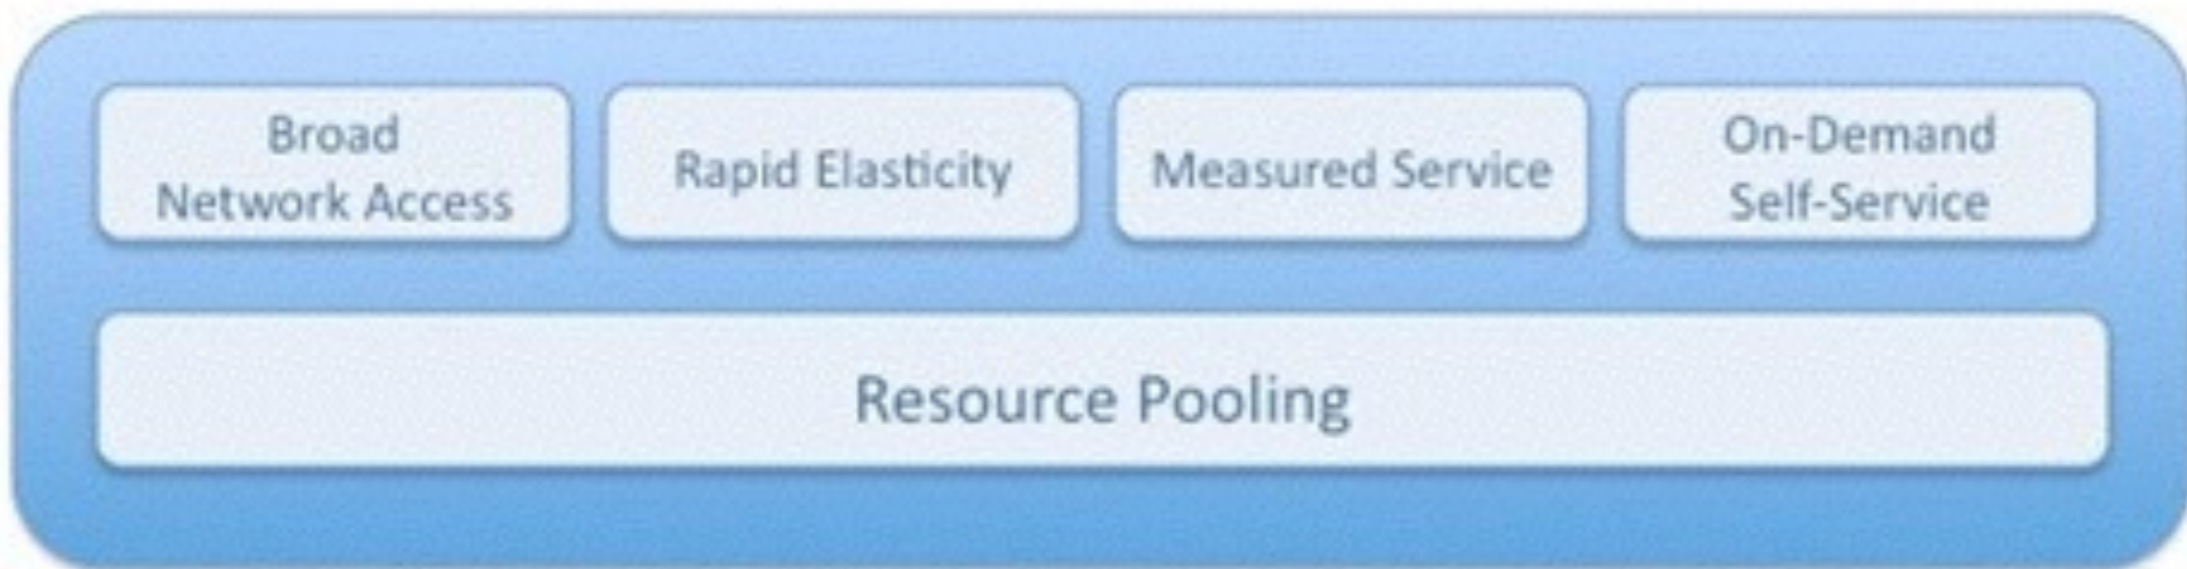 Broad
Network Access
Rapid Elasticity
Measured Service
On-Demand
Self-Service
Resource Pooling